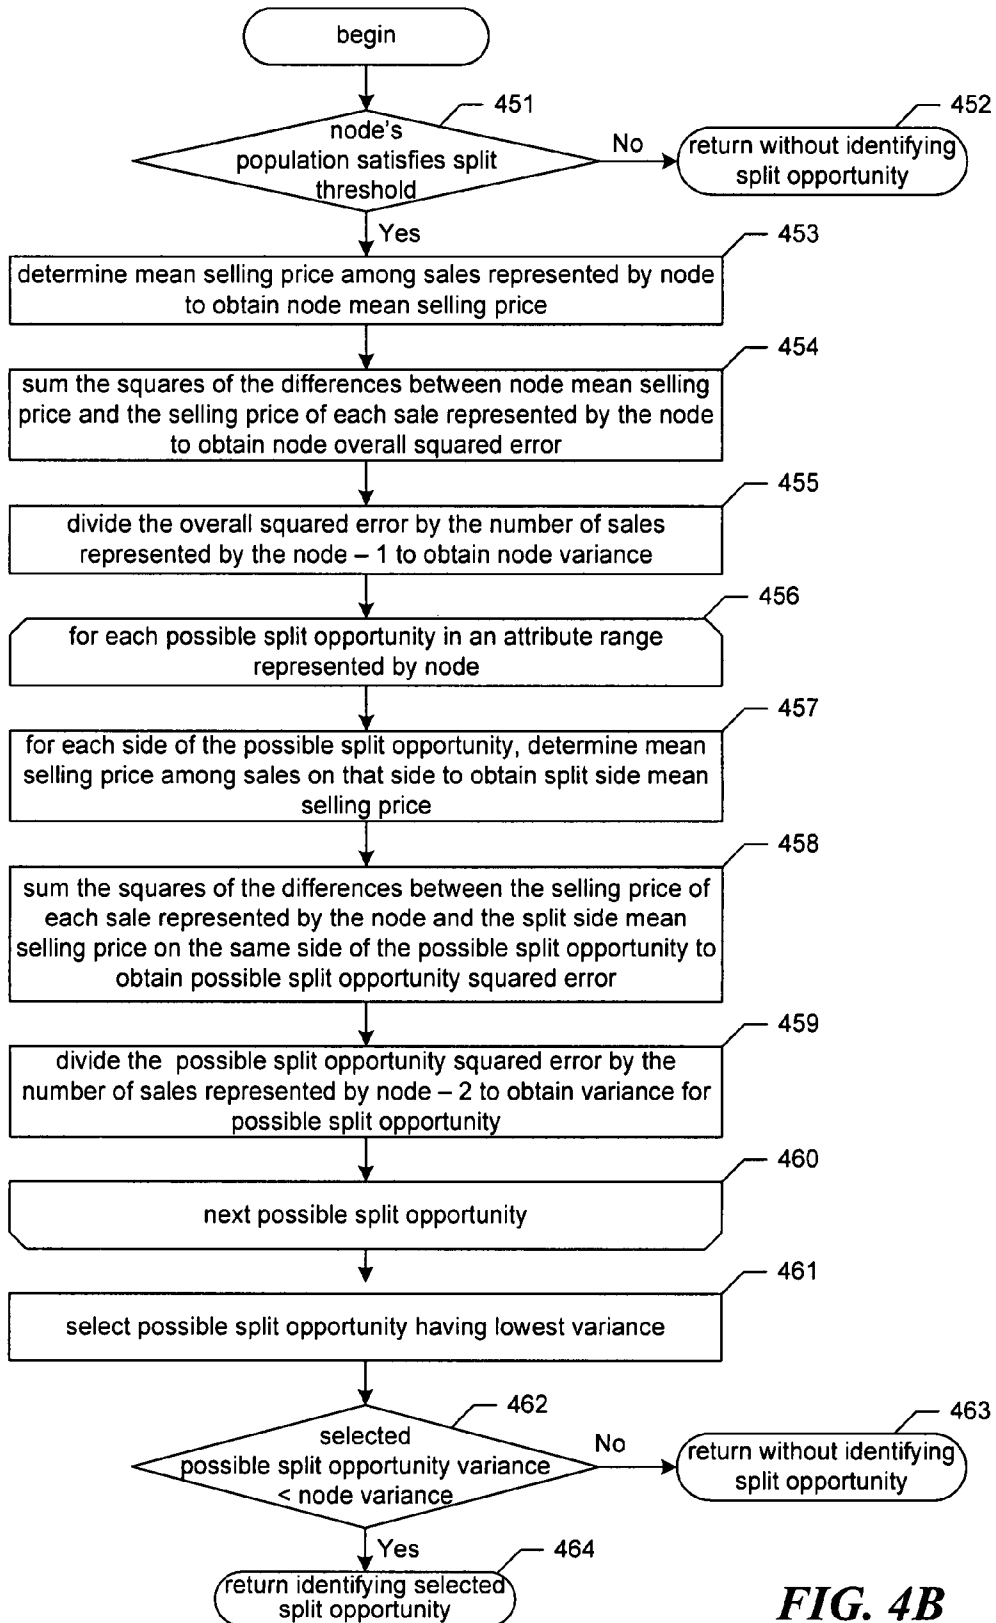 begin
451
node's
population satisfies split
threshold
No
452
return without identifying
split opportunity
Yes
453
determine mean selling price among sales represented by node
to obtain node mean selling price
454
sum the squares of the differences between node mean selling
price and the selling price of each sale represented by the node
to obtain node overall squared error
455
divide the overall squared error by the number of sales
represented by the node – 1 to obtain node variance
456
for each possible split opportunity in an attribute range
represented by node
457
for each side of the possible split opportunity, determine mean
selling price among sales on that side to obtain split side mean
selling price
458
sum the squares of the differences between the selling price of
each sale represented by the node and the split side mean
selling price on the same side of the possible split opportunity to
obtain possible split opportunity squared error
459
divide the possible split opportunity squared error by the
number of sales represented by node – 2 to obtain variance for
possible split opportunity
460
next possible split opportunity
461
select possible split opportunity having lowest variance
462
selected
possible split opportunity variance
< node variance
No
463
return without identifying
split opportunity
Yes
464
return identifying selected
split opportunity
FIG. 4B